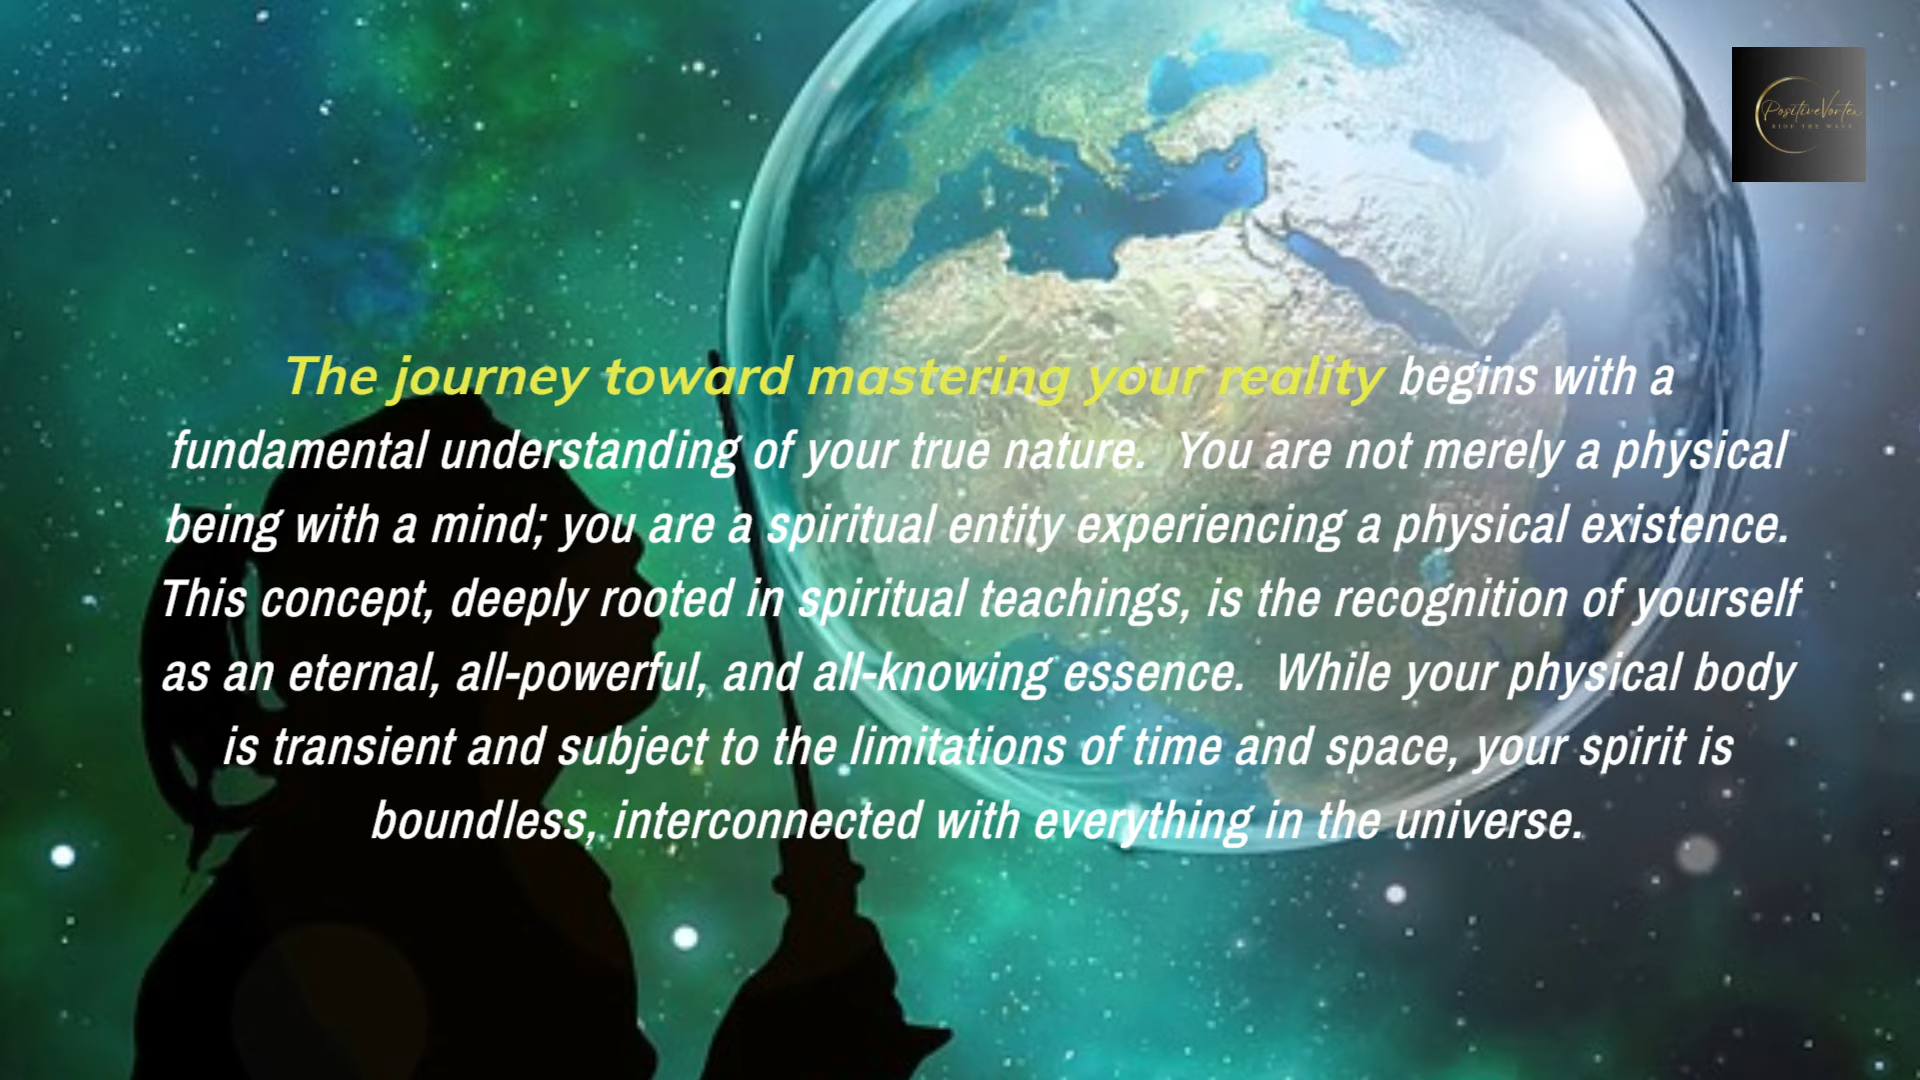 PositiveVortex
RIDE THE WAVE
The journey toward mastering your reality begins with a
fundamental understanding of your true nature. You are not merely a physical
being with a mind; you are a spiritual entity experiencing a physical existence.
This concept, deeply rooted in spiritual teachings, is the recognition of yourself
as an eternal, all-powerful, and all-knowing essence. While your physical body
is transient and subject to the limitations of time and space, your spirit is
boundless, interconnected with everything in the universe.